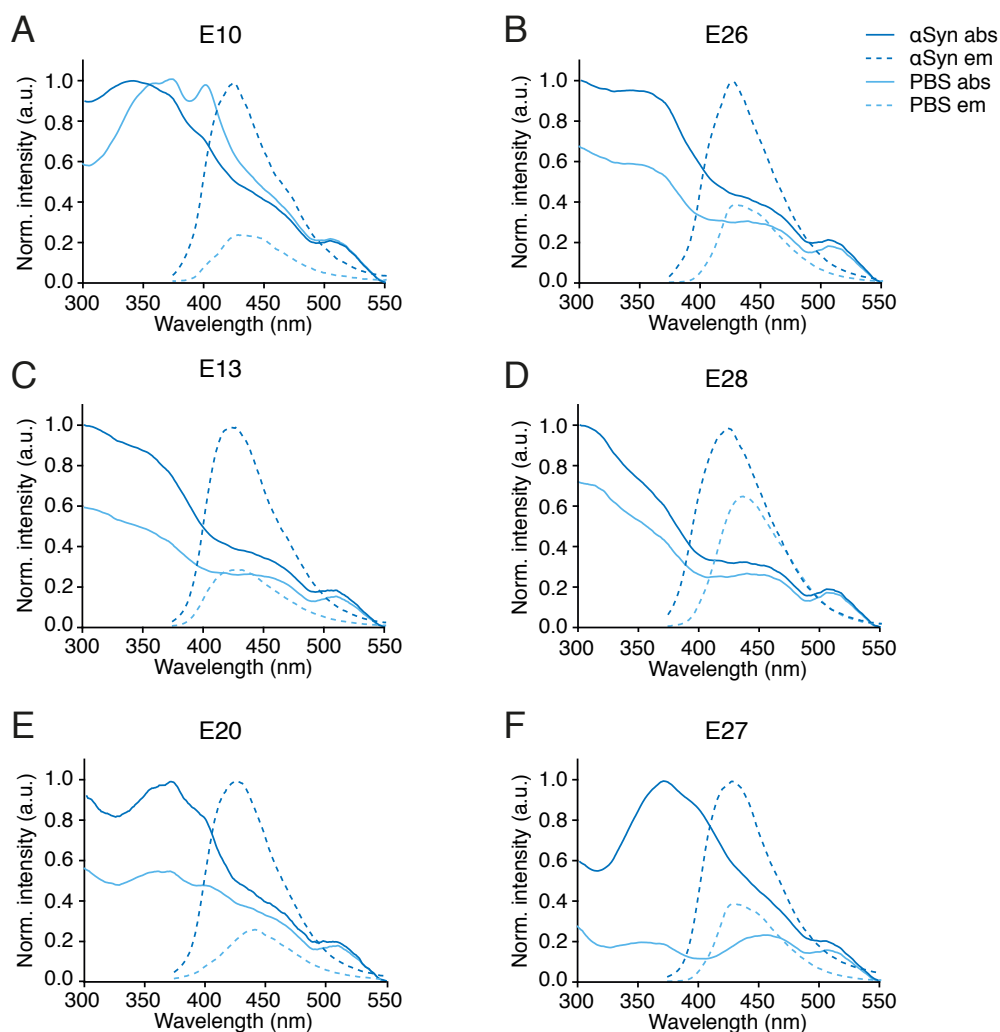 A
E10
Norm. intensity (a.u.)
1.0
0.8
0.6
0.4
0.2
0.0
300 350 400 450 500 550
Wavelength (nm)
B
E26
Norm. intensity (a.u.)
1.0
0.8
0.6
0.4
0.2
0.0
300 350 400 450 500 550
Wavelength (nm)
αSyn abs
αSyn em
PBS abs
PBS em
C
E13
Norm. intensity (a.u.)
1.0
0.8
0.6
0.4
0.2
0.0
300 350 400 450 500 550
Wavelength (nm)
D
E28
Norm. intensity (a.u.)
1.0
0.8
0.6
0.4
0.2
0.0
300 350 400 450 500 550
Wavelength (nm)
E
E20
Norm. intensity (a.u.)
1.0
0.8
0.6
0.4
0.2
0.0
300 350 400 450 500 550
Wavelength (nm)
F
E27
Norm. intensity (a.u.)
1.0
0.8
0.6
0.4
0.2
0.0
300 350 400 450 500 550
Wavelength (nm)